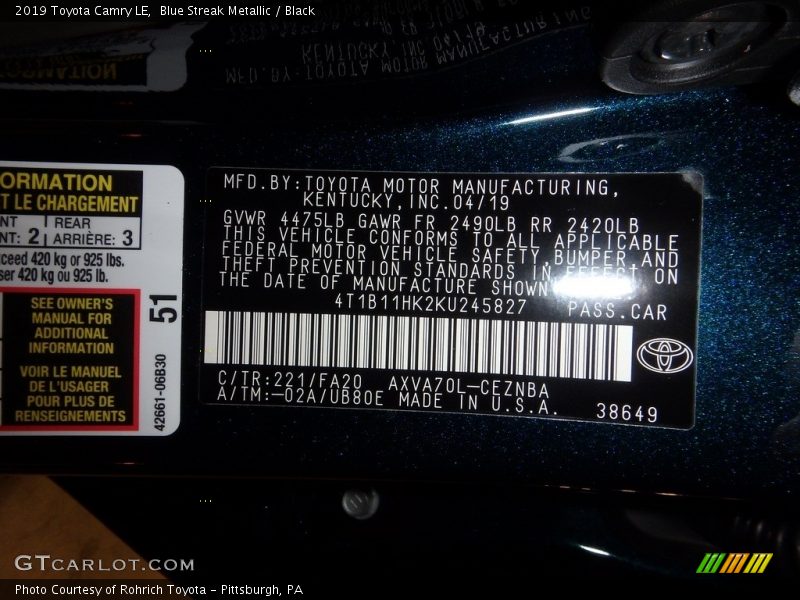 2019 Toyota Camry LE,  Blue Streak Metallic / Black
MFD.BY:TOYOTA MOTOR MANUFACTURING,
KENTUCKY,INC.04/19
GVWR 4475LB GAWR FR 2490LB RR 2420LB
THIS VEHICLE CONFORMS TO ALL APPLICABLE
FEDERAL MOTOR VEHICLE SAFETY,BUMPER,AND
THEFT PREVENTION STANDARDS IN EFFECT ON
THE DATE OF MANUFACTURE SHOWN
4T1B11HK2KU245827 PASS.CAR
C/TR:221/FA20 AXVA70L-CEZNBA
A/TM:-02A/UB80E MADE IN U.S.A. 38649
ORMATION
T LE CHARGEMENT
NT REAR
NT: 2 ARRIÈRE: 3
ceed 420 kg or 925 lbs.
ser 420 kg ou 925 lb.
SEE OWNER'S
MANUAL FOR
ADDITIONAL
INFORMATION
VOIR LE MANUEL
DE L'USAGER
POUR PLUS DE
RENSEIGNEMENTS
51
42661-06B30
GTCARLOT.COM
Photo Courtesy of Rohrich Toyota - Pittsburgh, PA